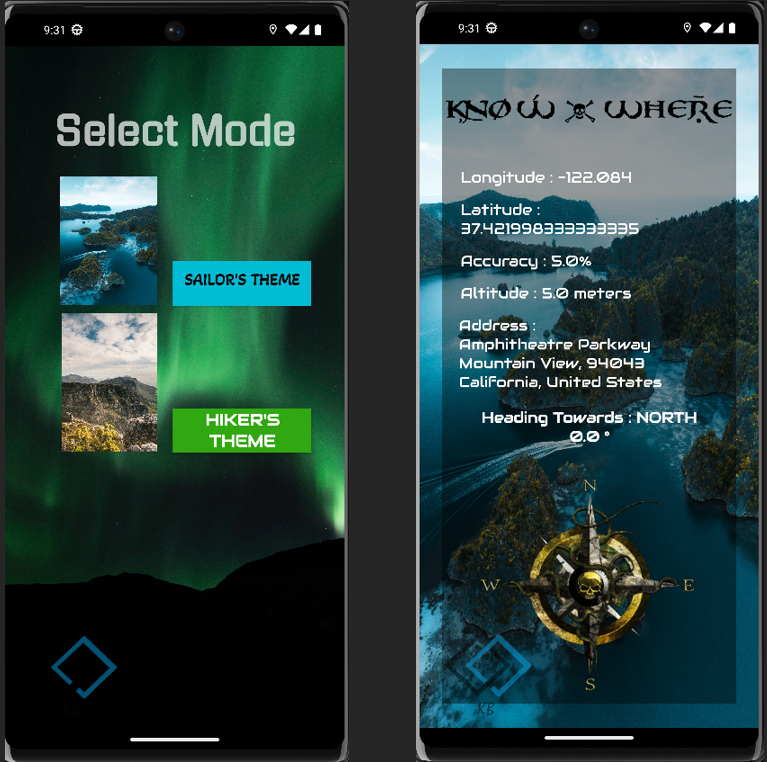 9:31
Select Mode
SAILOR'S THEME
HIKER'S
THEME
9:31
KNOW WHERE
Longitude : -122.084
Latitude :
37.421998333333335
Accuracy : 5.0%
Altitude : 5.0 meters
Address :
Amphitheatre Parkway
Mountain View, 94043
California, United States
Heading Towards : NORTH
0.0 °
N
W E
S
KB